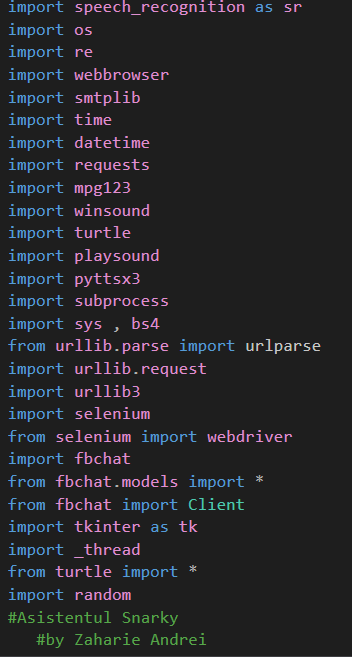 import speech_recognition as sr
import os
import re
import webbrowser
import smtplib
import time
import datetime
import requests
import mpg123
import winsound
import turtle
import playsound
import pyttsx3
import subprocess
import sys , bs4
from urllib.parse import urlparse
import urllib.request
import urllib3
import selenium
from selenium import webdriver
import fbchat
from fbchat.models import *
from fbchat import Client
import tkinter as tk
import _thread
from turtle import *
import random
#Asistentul Snarky
#by Zaharie Andrei